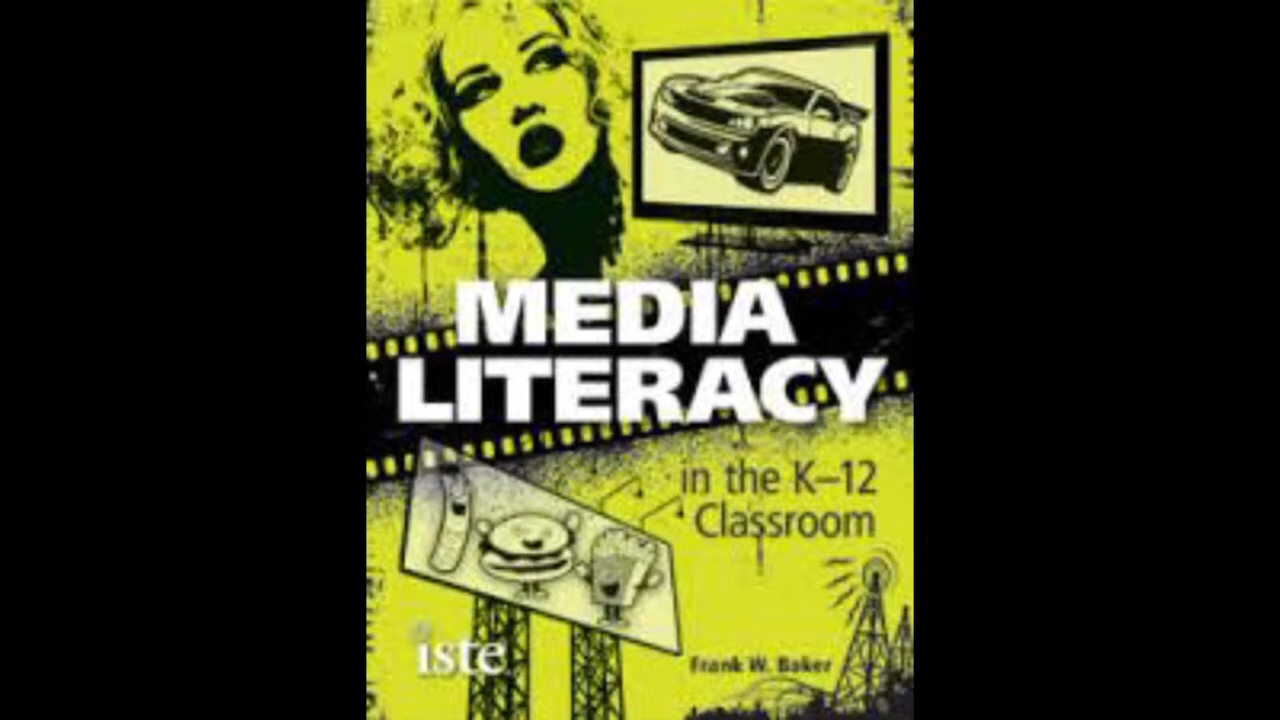 MEDIA
LITERACY
in the K–12
Classroom
iste
Frank W. Baker